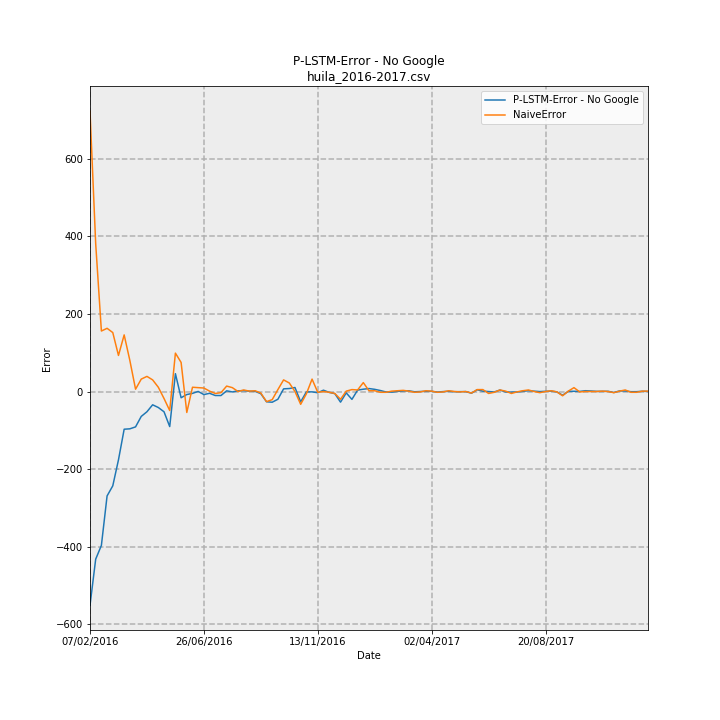 P-LSTM-Error - No Google
huila_2016-2017.csv
P-LSTM-Error - No Google
NaiveError
Error
600
400
200
0
−200
−400
−600
07/02/2016
26/06/2016
13/11/2016
02/04/2017
20/08/2017
Date